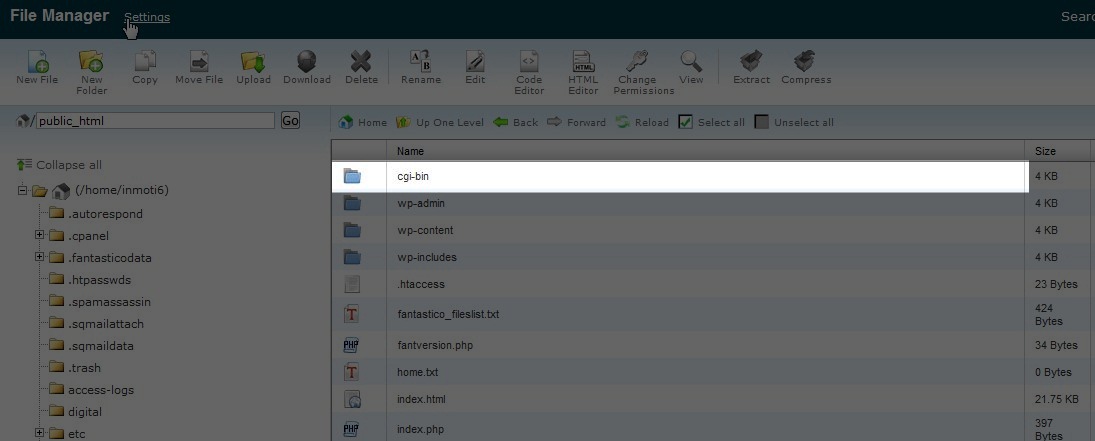 File Manager Settings Searc
New File New Folder Copy Move File Upload Download Delete Rename Edit Code Editor HTML Editor Change Permissions View Extract Compress
/ public_html Go
Home Up One Level Back Forward Reload Select all Unselect all
Collapse all
(/home/inmoti6)
.autorespond
.cpanel
.fantasticodata
.htpasswds
.spamassassin
.sqmailattach
.sqmaildata
.trash
access-logs
digital
etc
Name Size
cgi-bin 4 KB
wp-admin 4 KB
wp-content 4 KB
wp-includes 4 KB
.htaccess 23 Bytes
fantastico_fileslist.txt 424 Bytes
PHP fantversion.php 34 Bytes
home.txt 0 Bytes
index.html 21.75 KB
PHP index.php 397 Bytes